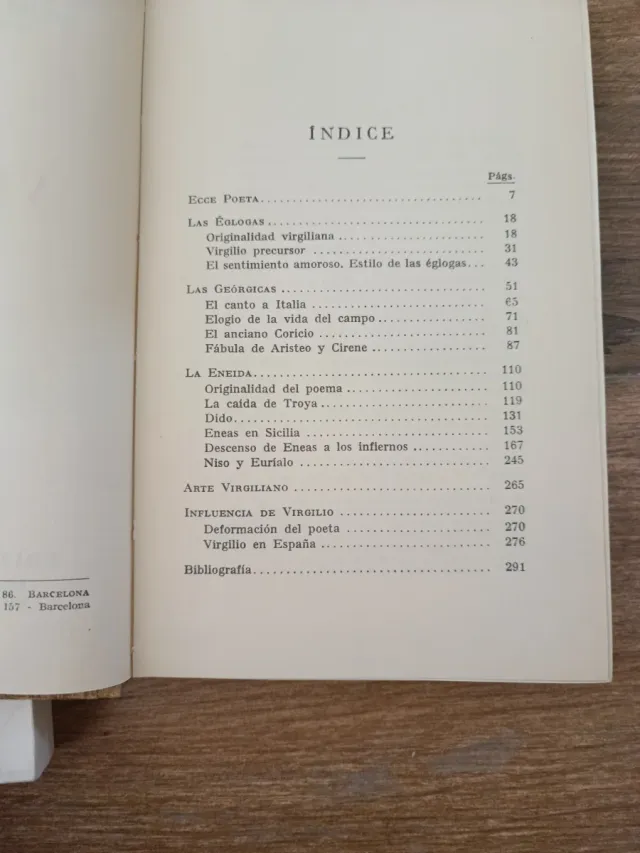 86. BARCELONA
157 - Barcelona
ÍNDICE
Págs.
ECCE POETA 7
LAS ÉGLOGAS 18
Originalidad virgiliana 18
Virgilio precursor 31
El sentimiento amoroso. Estilo de las églogas 43
LAS GEÓRGICAS 51
El canto a Italia 65
Elogio de la vida del campo 71
El anciano Coricio 81
Fábula de Aristeo y Cirene 87
LA ENEIDA 110
Originalidad del poema 110
La caída de Troya 119
Dido 131
Eneas en Sicilia 153
Descenso de Eneas a los infiernos 167
Niso y Euríalo 245
ARTE VIRGILIANO 265
INFLUENCIA DE VIRGILIO 270
Deformación del poeta 270
Virgilio en España 276
Bibliografía 291